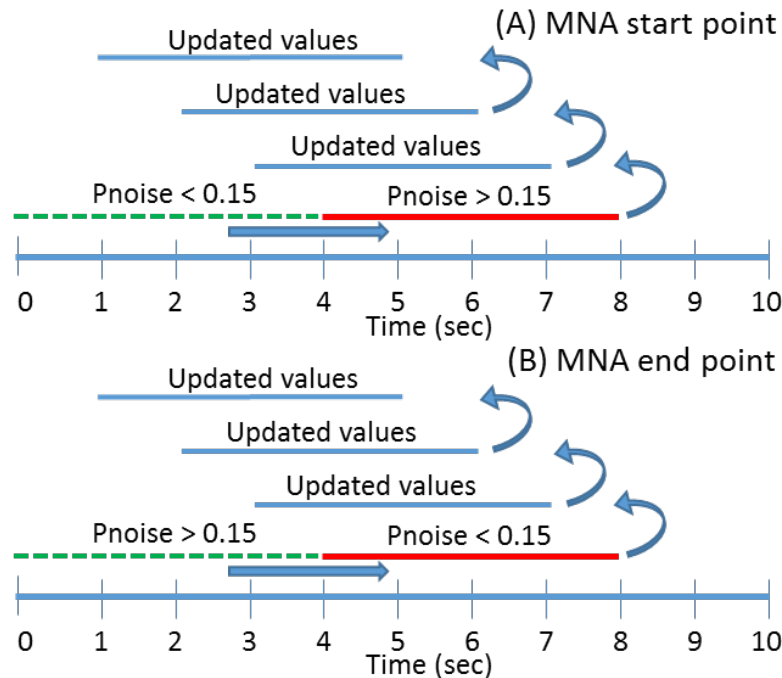 (A) MNA start point
Updated values
Updated values
Updated values
Pnoise < 0.15 Pnoise > 0.15
0 1 2 3 4 5 6 7 8 9 10
Time (sec)
(B) MNA end point
Updated values
Updated values
Updated values
Pnoise > 0.15 Pnoise < 0.15
0 1 2 3 4 5 6 7 8 9 10
Time (sec)